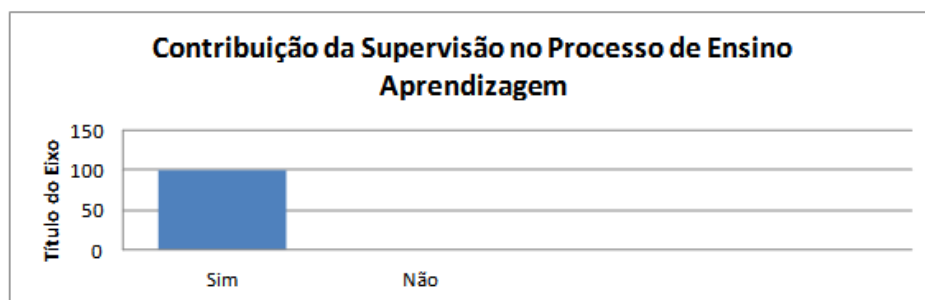 Contribuição da Supervisão no Processo de Ensino
Aprendizagem
Título do Eixo
150
100
50
0
Sim Não